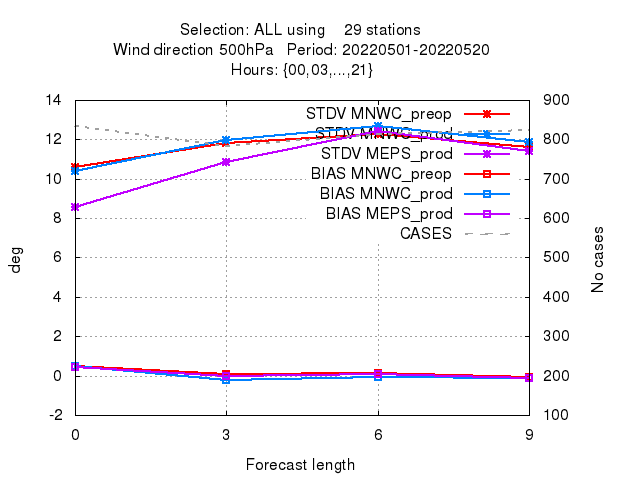 Selection: ALL using    29 stations
Wind direction 500hPa   Period: 20220501-20220520
Hours: {00,03,...,21}
14
12
10
8
6
4
2
0
-2
900
800
700
600
500
400
300
200
100
STDV MNWC_preop
STDV MNWC_prod
STDV MEPS_prod
BIAS MNWC_preop
BIAS MNWC_prod
BIAS MEPS_prod
CASES
deg
No cases
0 3 6 9
Forecast length